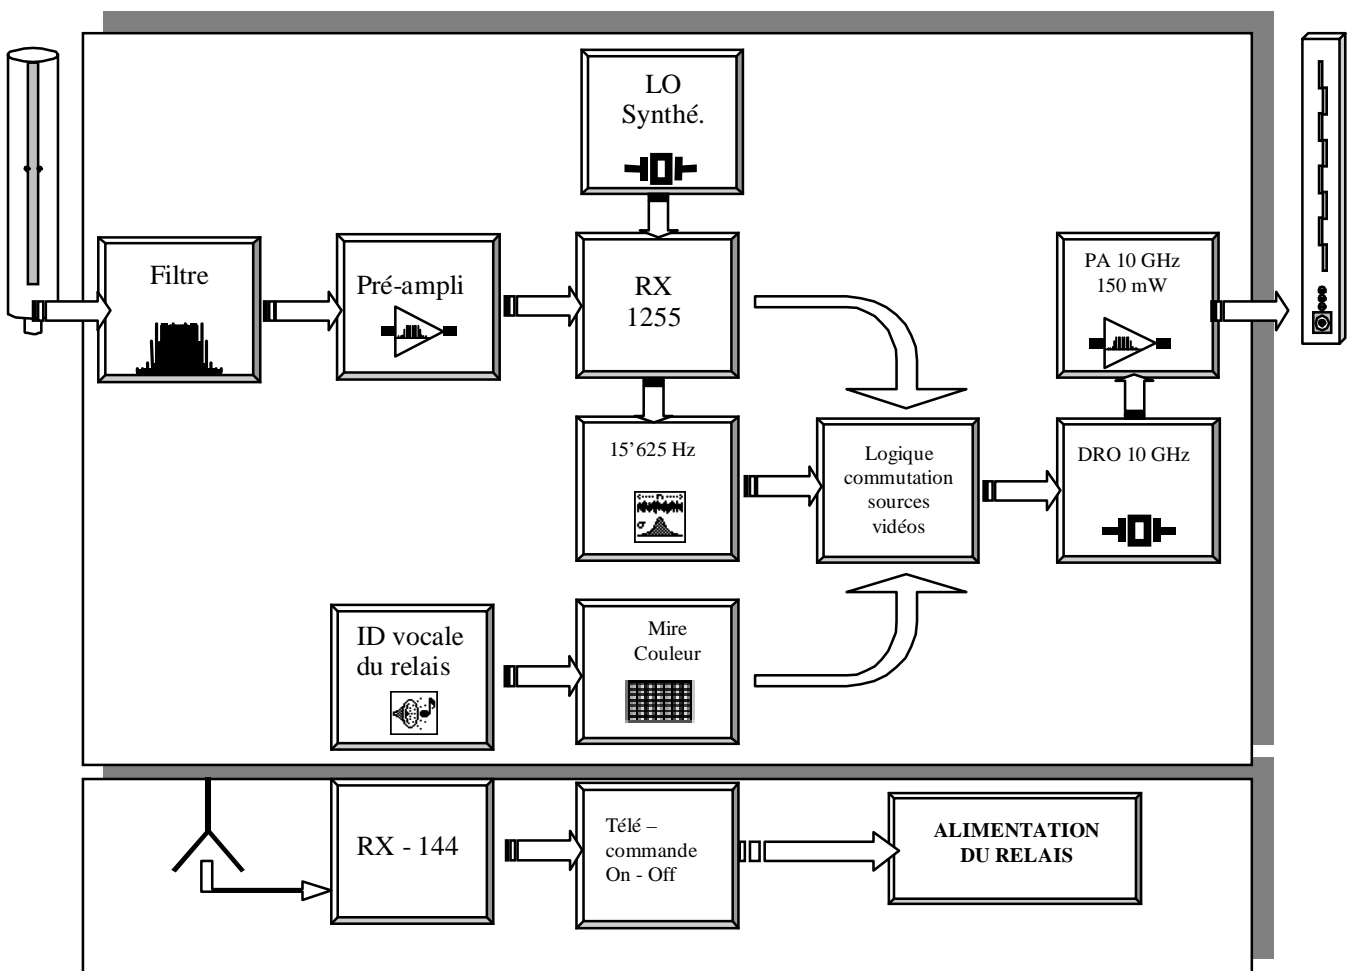 LO
Synthé.
Filtre
Pré-ampli
RX
1255
PA 10 GHz
150 mW
15’625 Hz
Logique
commutation
sources
vidéos
DRO 10 GHz
ID vocale
du relais
Mire
Couleur
RX - 144
Télé –
commande
On - Off
ALIMENTATION
DU RELAIS